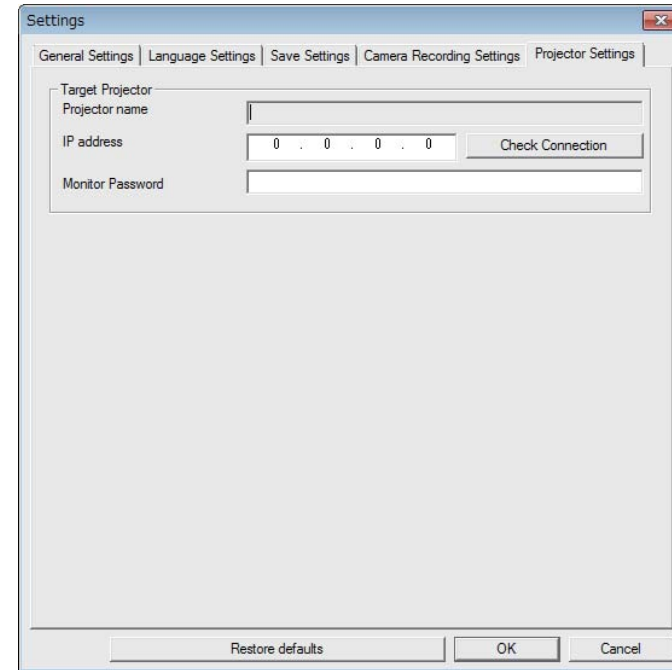 Settings
General Settings Language Settings Save Settings Camera Recording Settings Projector Settings
Target Projector
Projector name
IP address 0 . 0 . 0 . 0 Check Connection
Monitor Password
Restore defaults OK Cancel